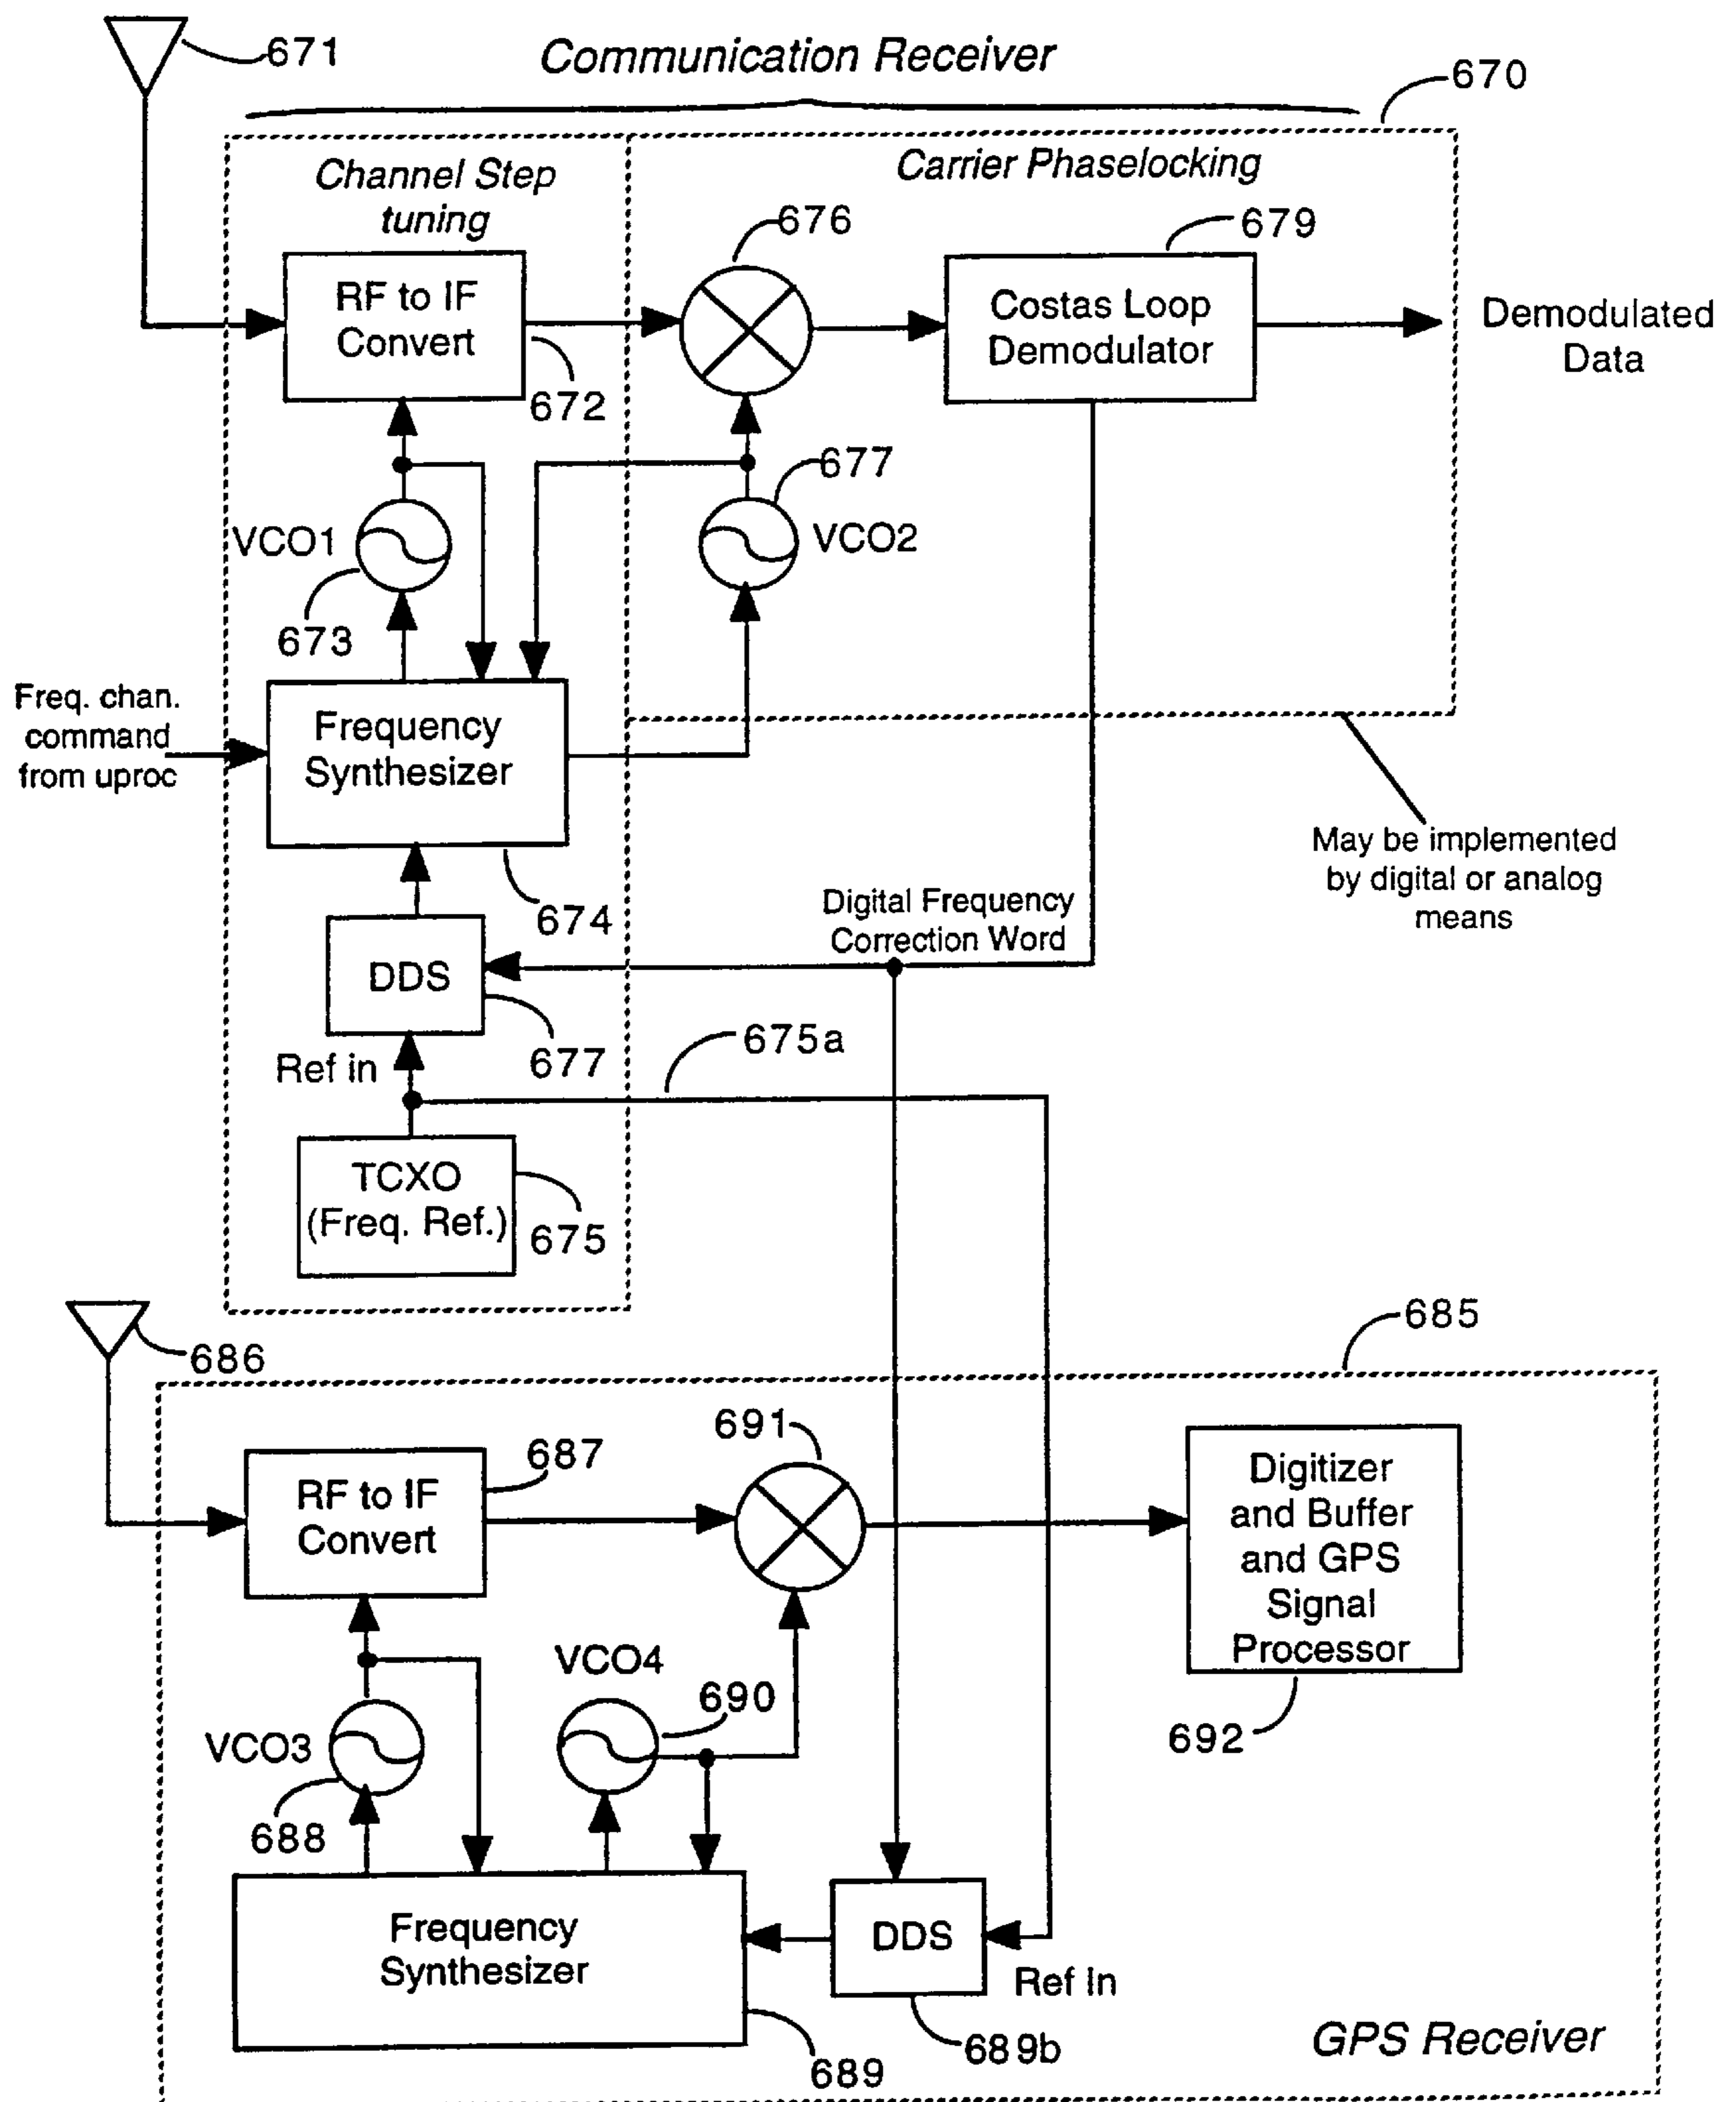 671
Communication Receiver
670
Channel Step
tuning
Carrier Phaselocking
676
679
RF to IF
Convert
Costas Loop
Demodulator
Demodulated
Data
672
677
VCO1
VCO2
673
Freq. chan.
command
from uproc
Frequency
Synthesizer
May be implemented
by digital or analog
means
674
Digital Frequency
Correction Word
DDS
675a
677
Ref in
TCXO
(Freq. Ref.)
675
686
685
691
687
RF to IF
Convert
Digitizer
and Buffer
and GPS
Signal
Processor
VCO4
690
VCO3
692
688
Frequency
Synthesizer
DDS
Ref In
689b
689
GPS Receiver